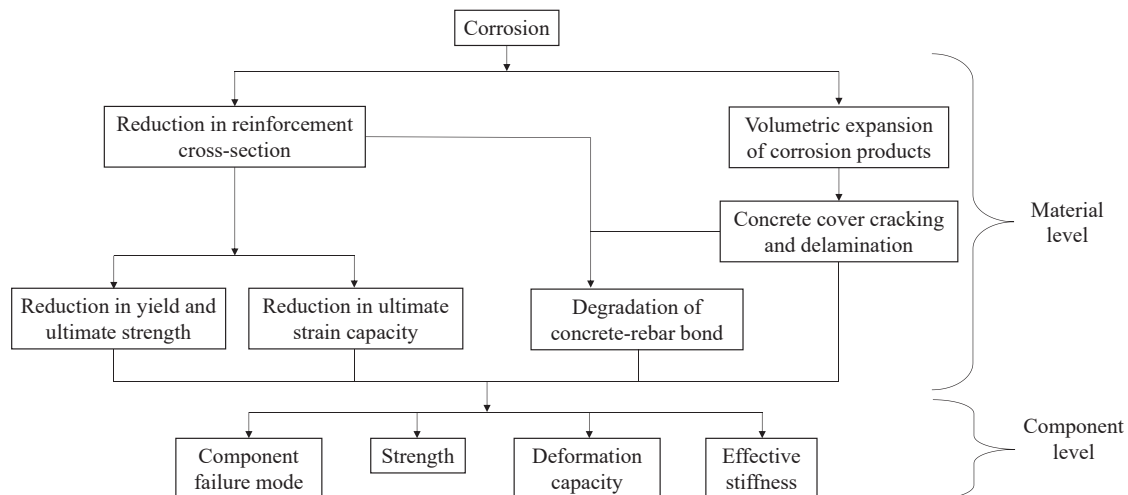 Corrosion
Reduction in reinforcement
cross-section
Volumetric expansion
of corrosion products
Concrete cover cracking
and delamination
Material
level
Reduction in yield and
ultimate strength
Reduction in ultimate
strain capacity
Degradation of
concrete-rebar bond
Component
failure mode
Strength
Deformation
capacity
Effective
stiffness
Component
level